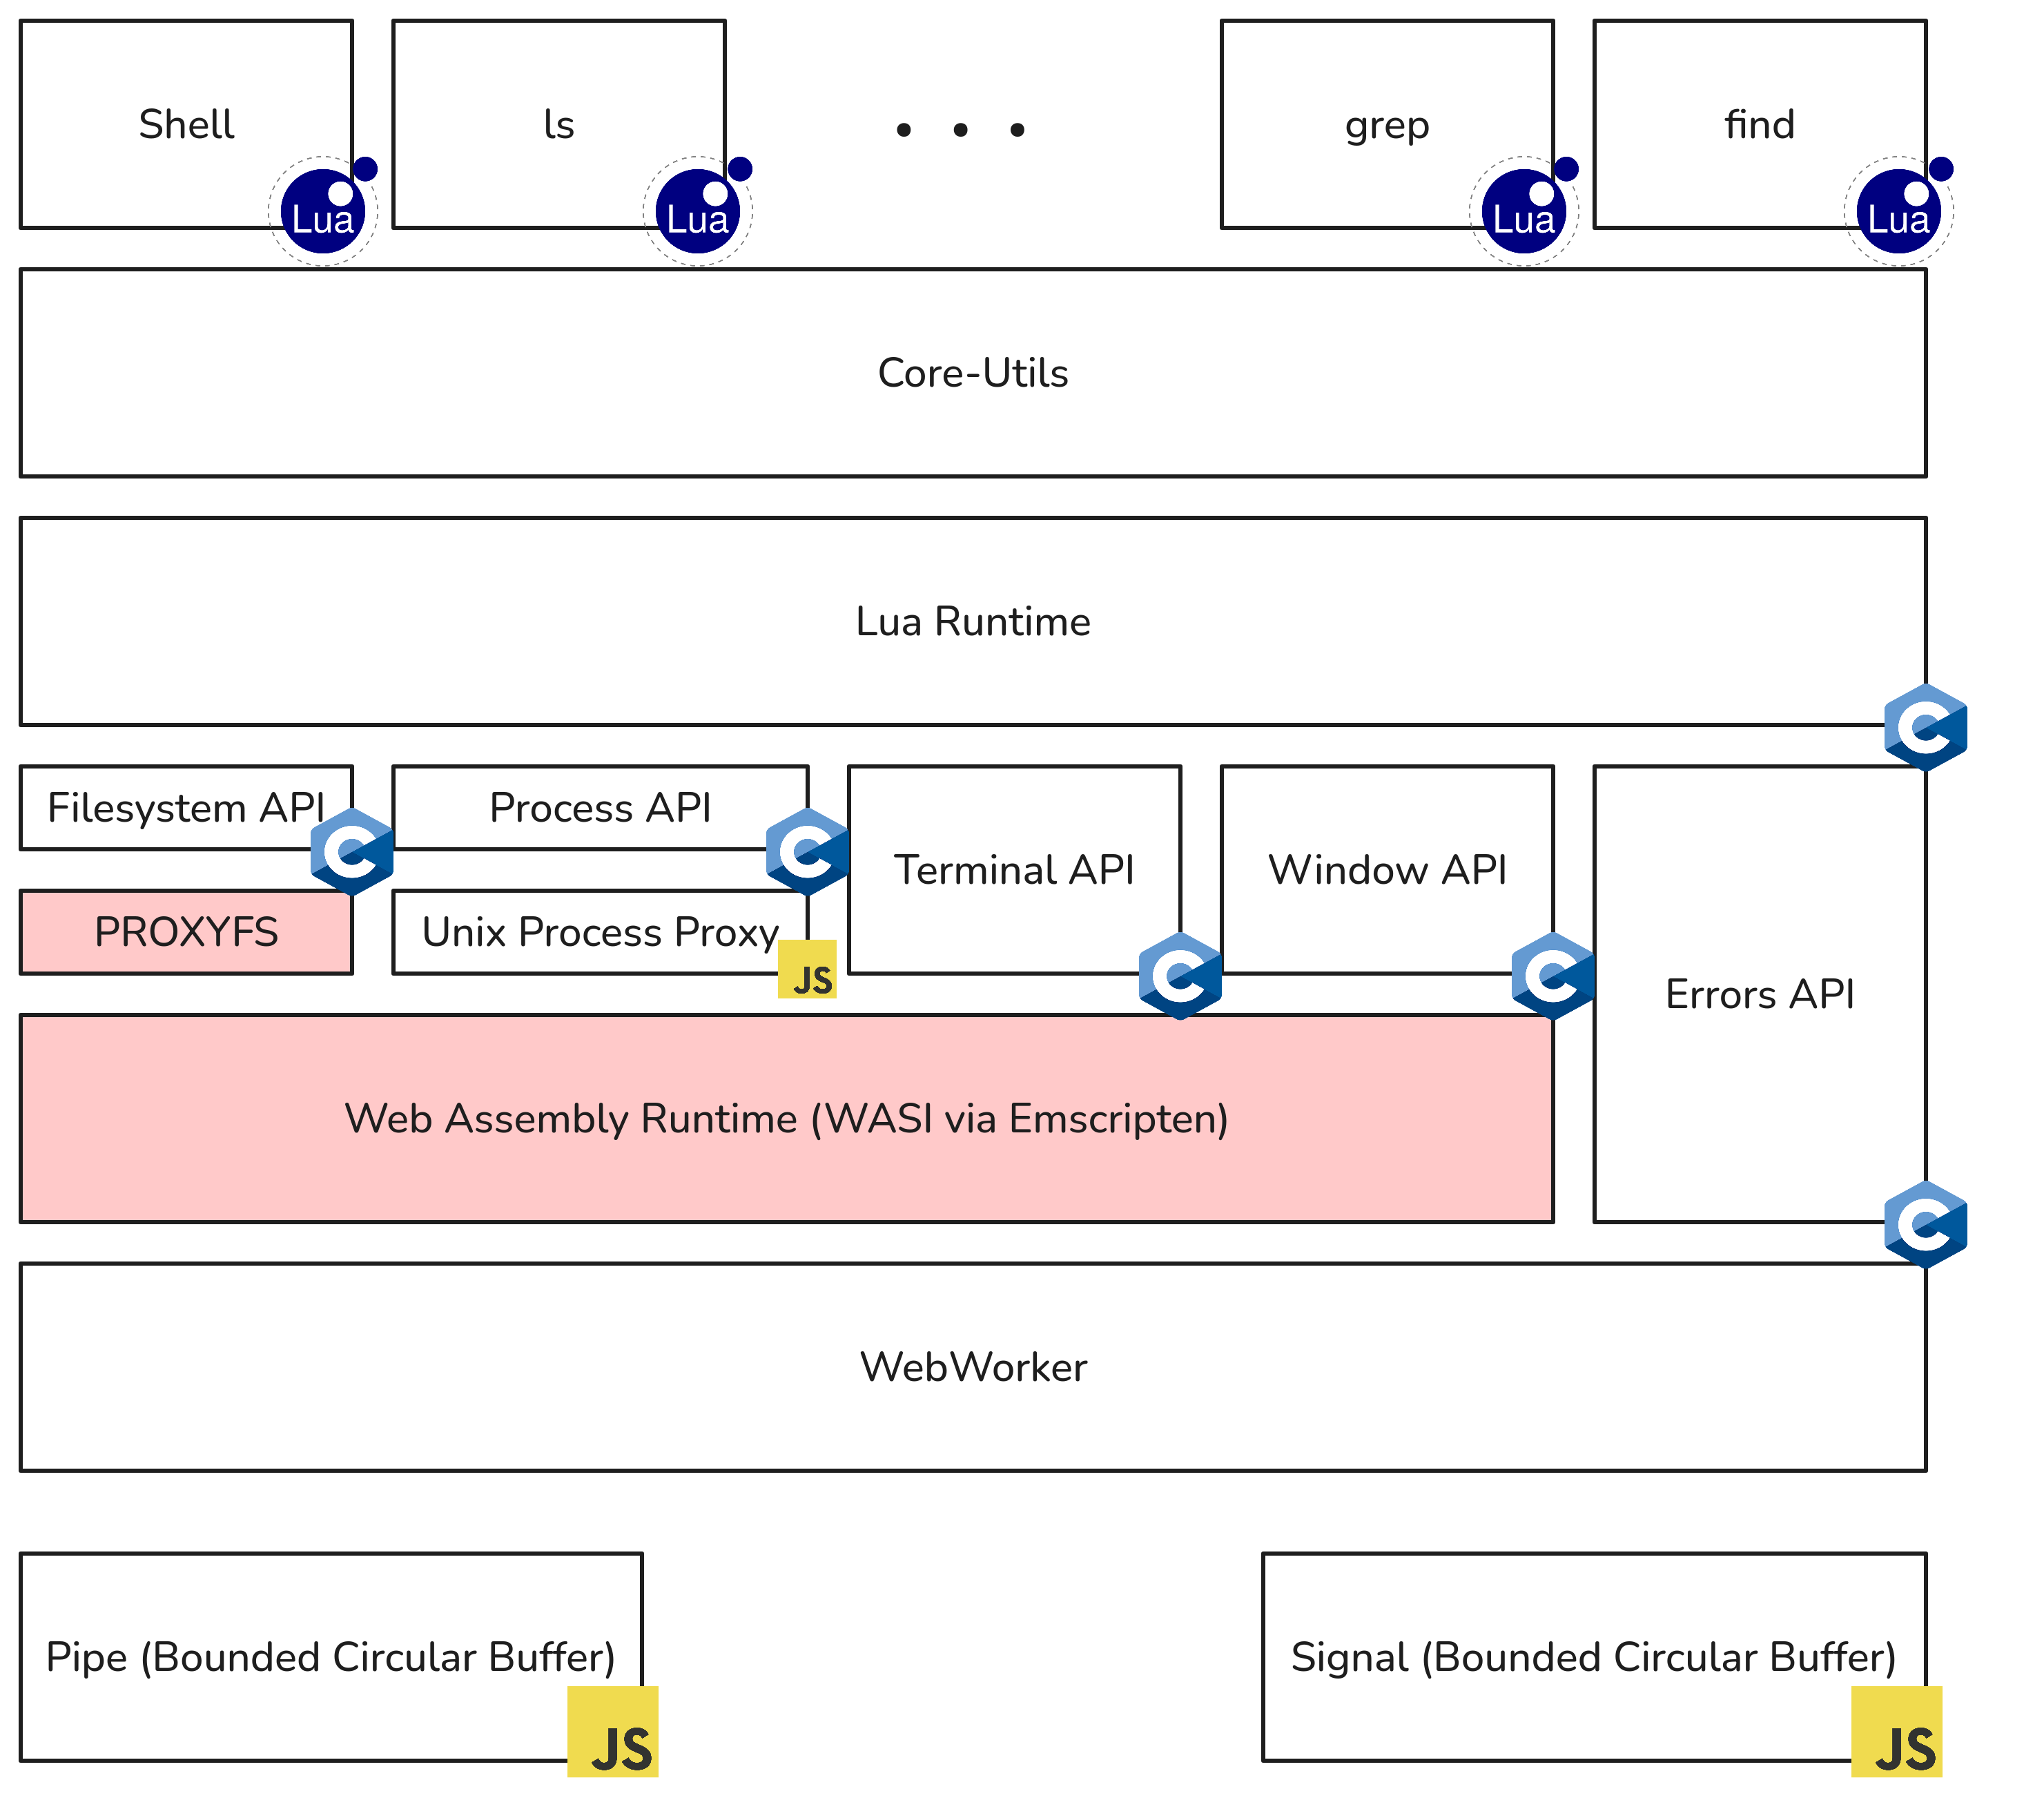 Shell
ls
. . .
grep
find
Lua
Lua
Lua
Lua
Core-Utils
Lua Runtime
C
Filesystem API
C
Process API
C
Terminal API
C
Window API
C
Errors API
C
PROXYFS
Unix Process Proxy
JS
Web Assembly Runtime (WASI via Emscripten)
WebWorker
Pipe (Bounded Circular Buffer)
JS
Signal (Bounded Circular Buffer)
JS